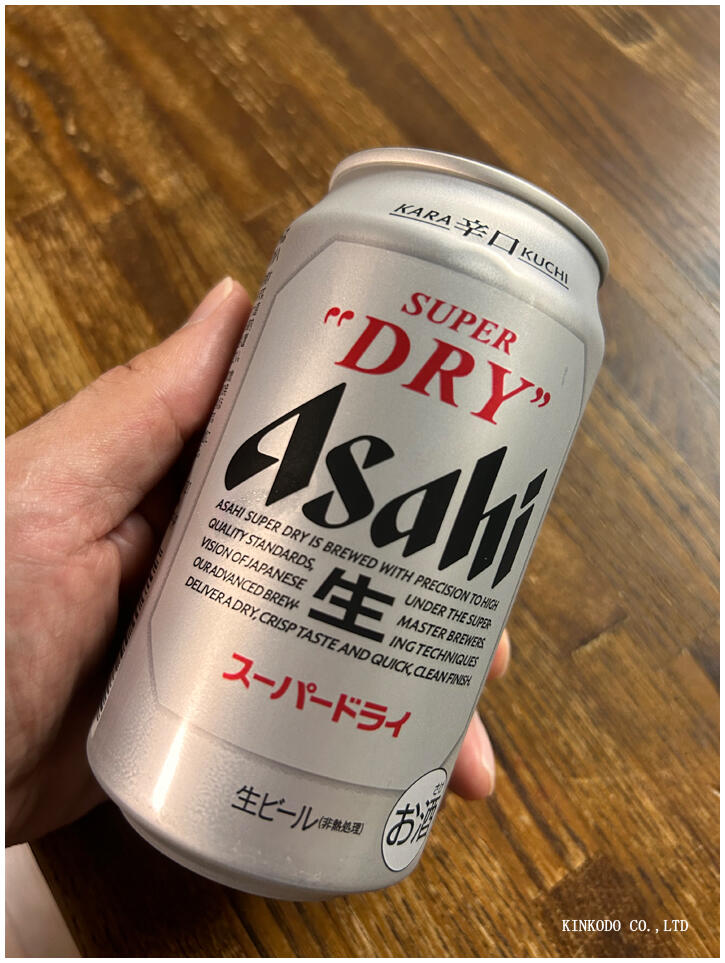 KARA 辛口 KUCHI
SUPER
"DRY"
Asahi
ASAHI SUPER DRY IS BREWED WITH PRECISION TO HIGH
QUALITY STANDARDS, UNDER THE SUPER-
VISION OF JAPANESE MASTER BREWERS.
OUR ADVANCED BREW- ING TECHNIQUES
DELIVER A DRY, CRISP TASTE AND QUICK, CLEAN FINISH.
生
スーパードライ
生ビール(非熱処理)
さけ
お酒
KINKODO CO.,LTD